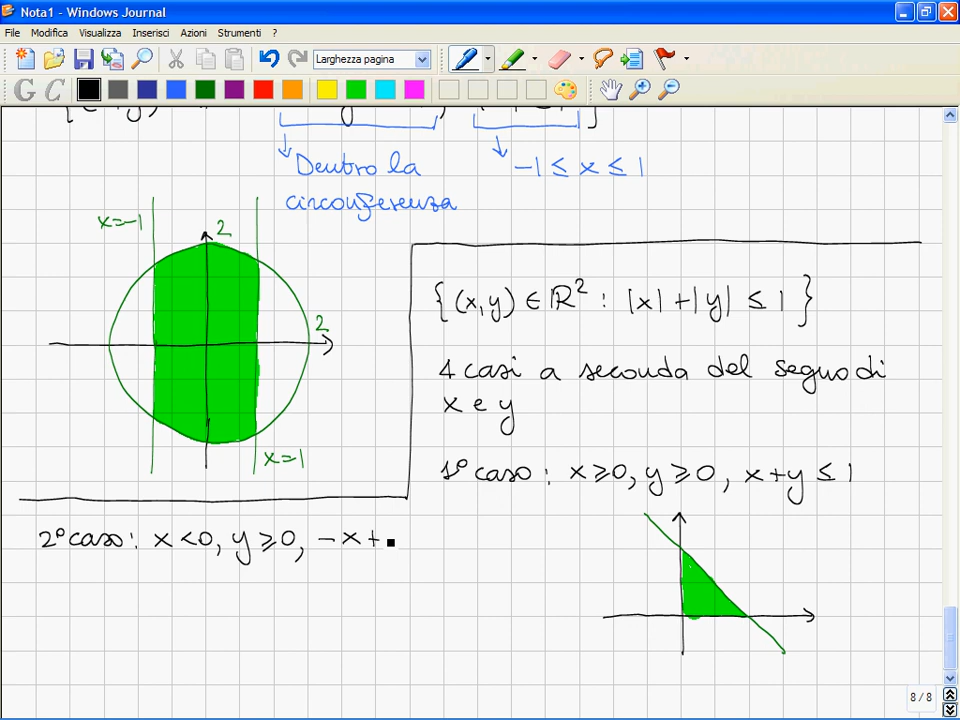 Nota1 - Windows Journal
File Modifica Visualizza Inserisci Azioni Strumenti ?
Larghezza pagina
G C
Dentro la
circonferenza
-1 ≤ x ≤ 1
x=-1
2
2
x=1
{(x,y) ∈ ℝ² : |x|+|y| ≤ 1}
4 casi a seconda del segno di
x e y
1° caso: x≥0, y≥0, x+y ≤ 1
2° caso: x<0, y≥0, -x+
8 / 8